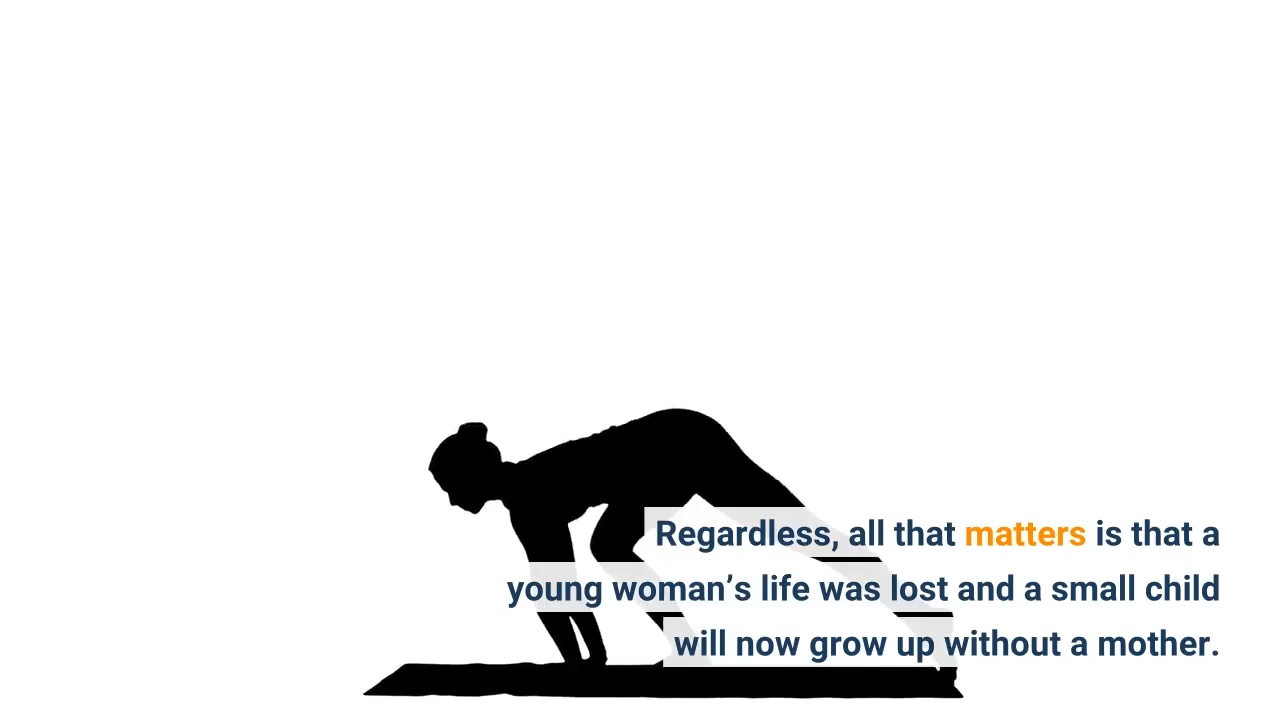 Regardless, all that matters is that a
young woman’s life was lost and a small child
will now grow up without a mother.